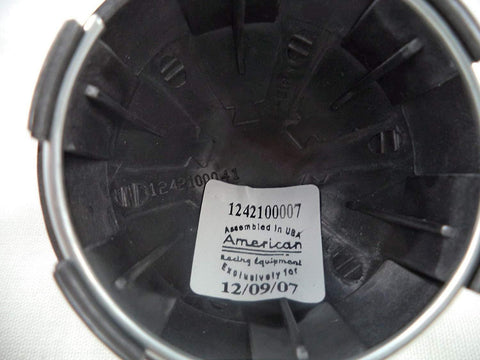 1242100041
1242100007
Assembled in USA
American
Racing Equipment
Exclusively for
12/09/07